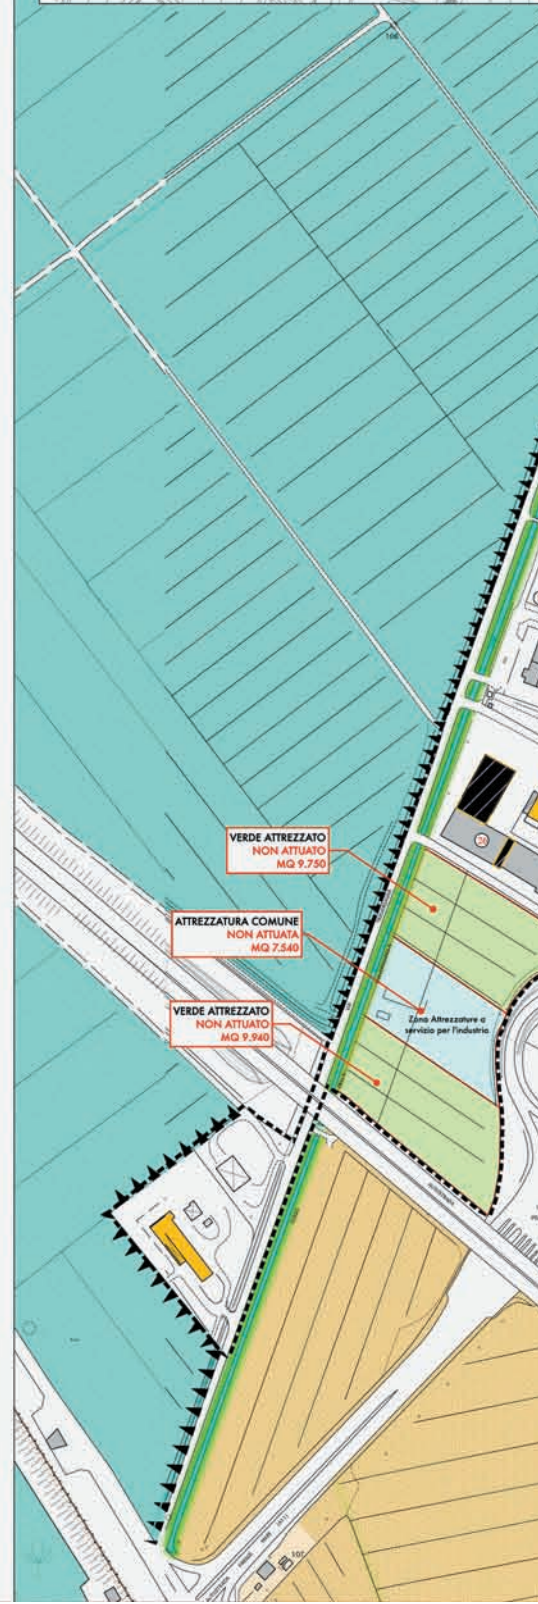 VERDE ATTREZZATO
NON ATTUATO
MQ 9.750
ATTREZZATURA COMUNE
NON ATTUATA
MQ 7.540
Zona Attrezzature a
servizio per l'industria
VERDE ATTREZZATO
NON ATTUATO
MQ 9.940
107